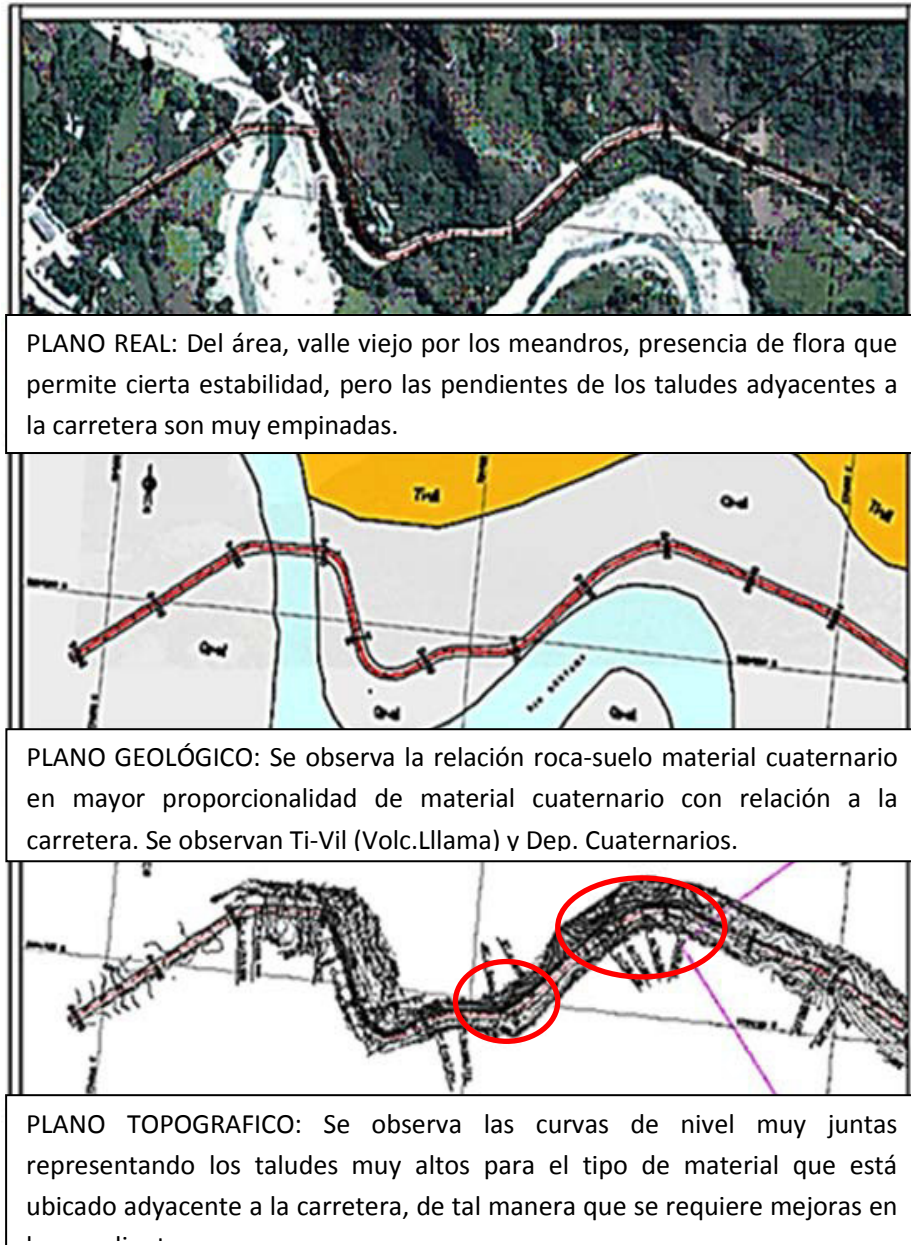 PLANO REAL: Del área, valle viejo por los meandros, presencia de flora que
permite cierta estabilidad, pero las pendientes de los taludes adyacentes a
la carretera son muy empinadas.
PLANO GEOLÓGICO: Se observa la relación roca-suelo material cuaternario
en mayor proporcionalidad de material cuaternario con relación a la
carretera. Se observan Ti-Vil (Volc.Lllama) y Dep. Cuaternarios.
PLANO TOPOGRAFICO: Se observa las curvas de nivel muy juntas
representando los taludes muy altos para el tipo de material que está
ubicado adyacente a la carretera, de tal manera que se requiere mejoras en